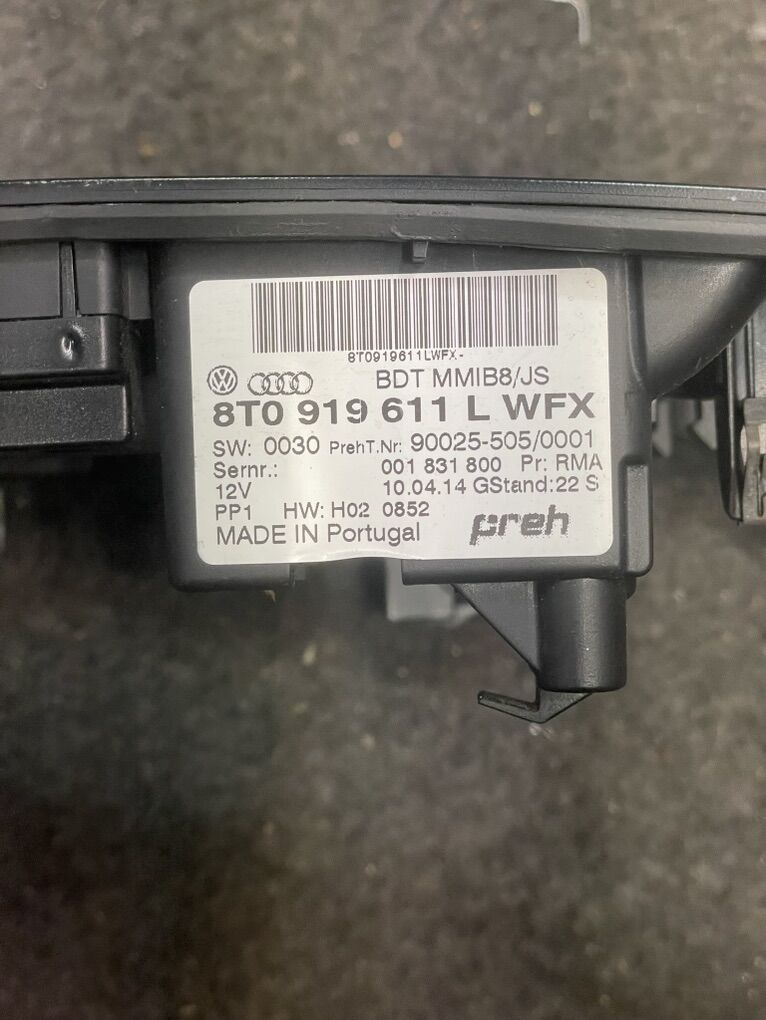 8T0919611LWFX-
BDT MMIB8/JS
8T0 919 611 L WFX
SW: 0030 PrehT.Nr: 90025-505/0001
Sernr.: 001 831 800 Pr: RMA
12V 10.04.14 GStand:22 S
PP1 HW: H02 0852
MADE IN Portugal preh